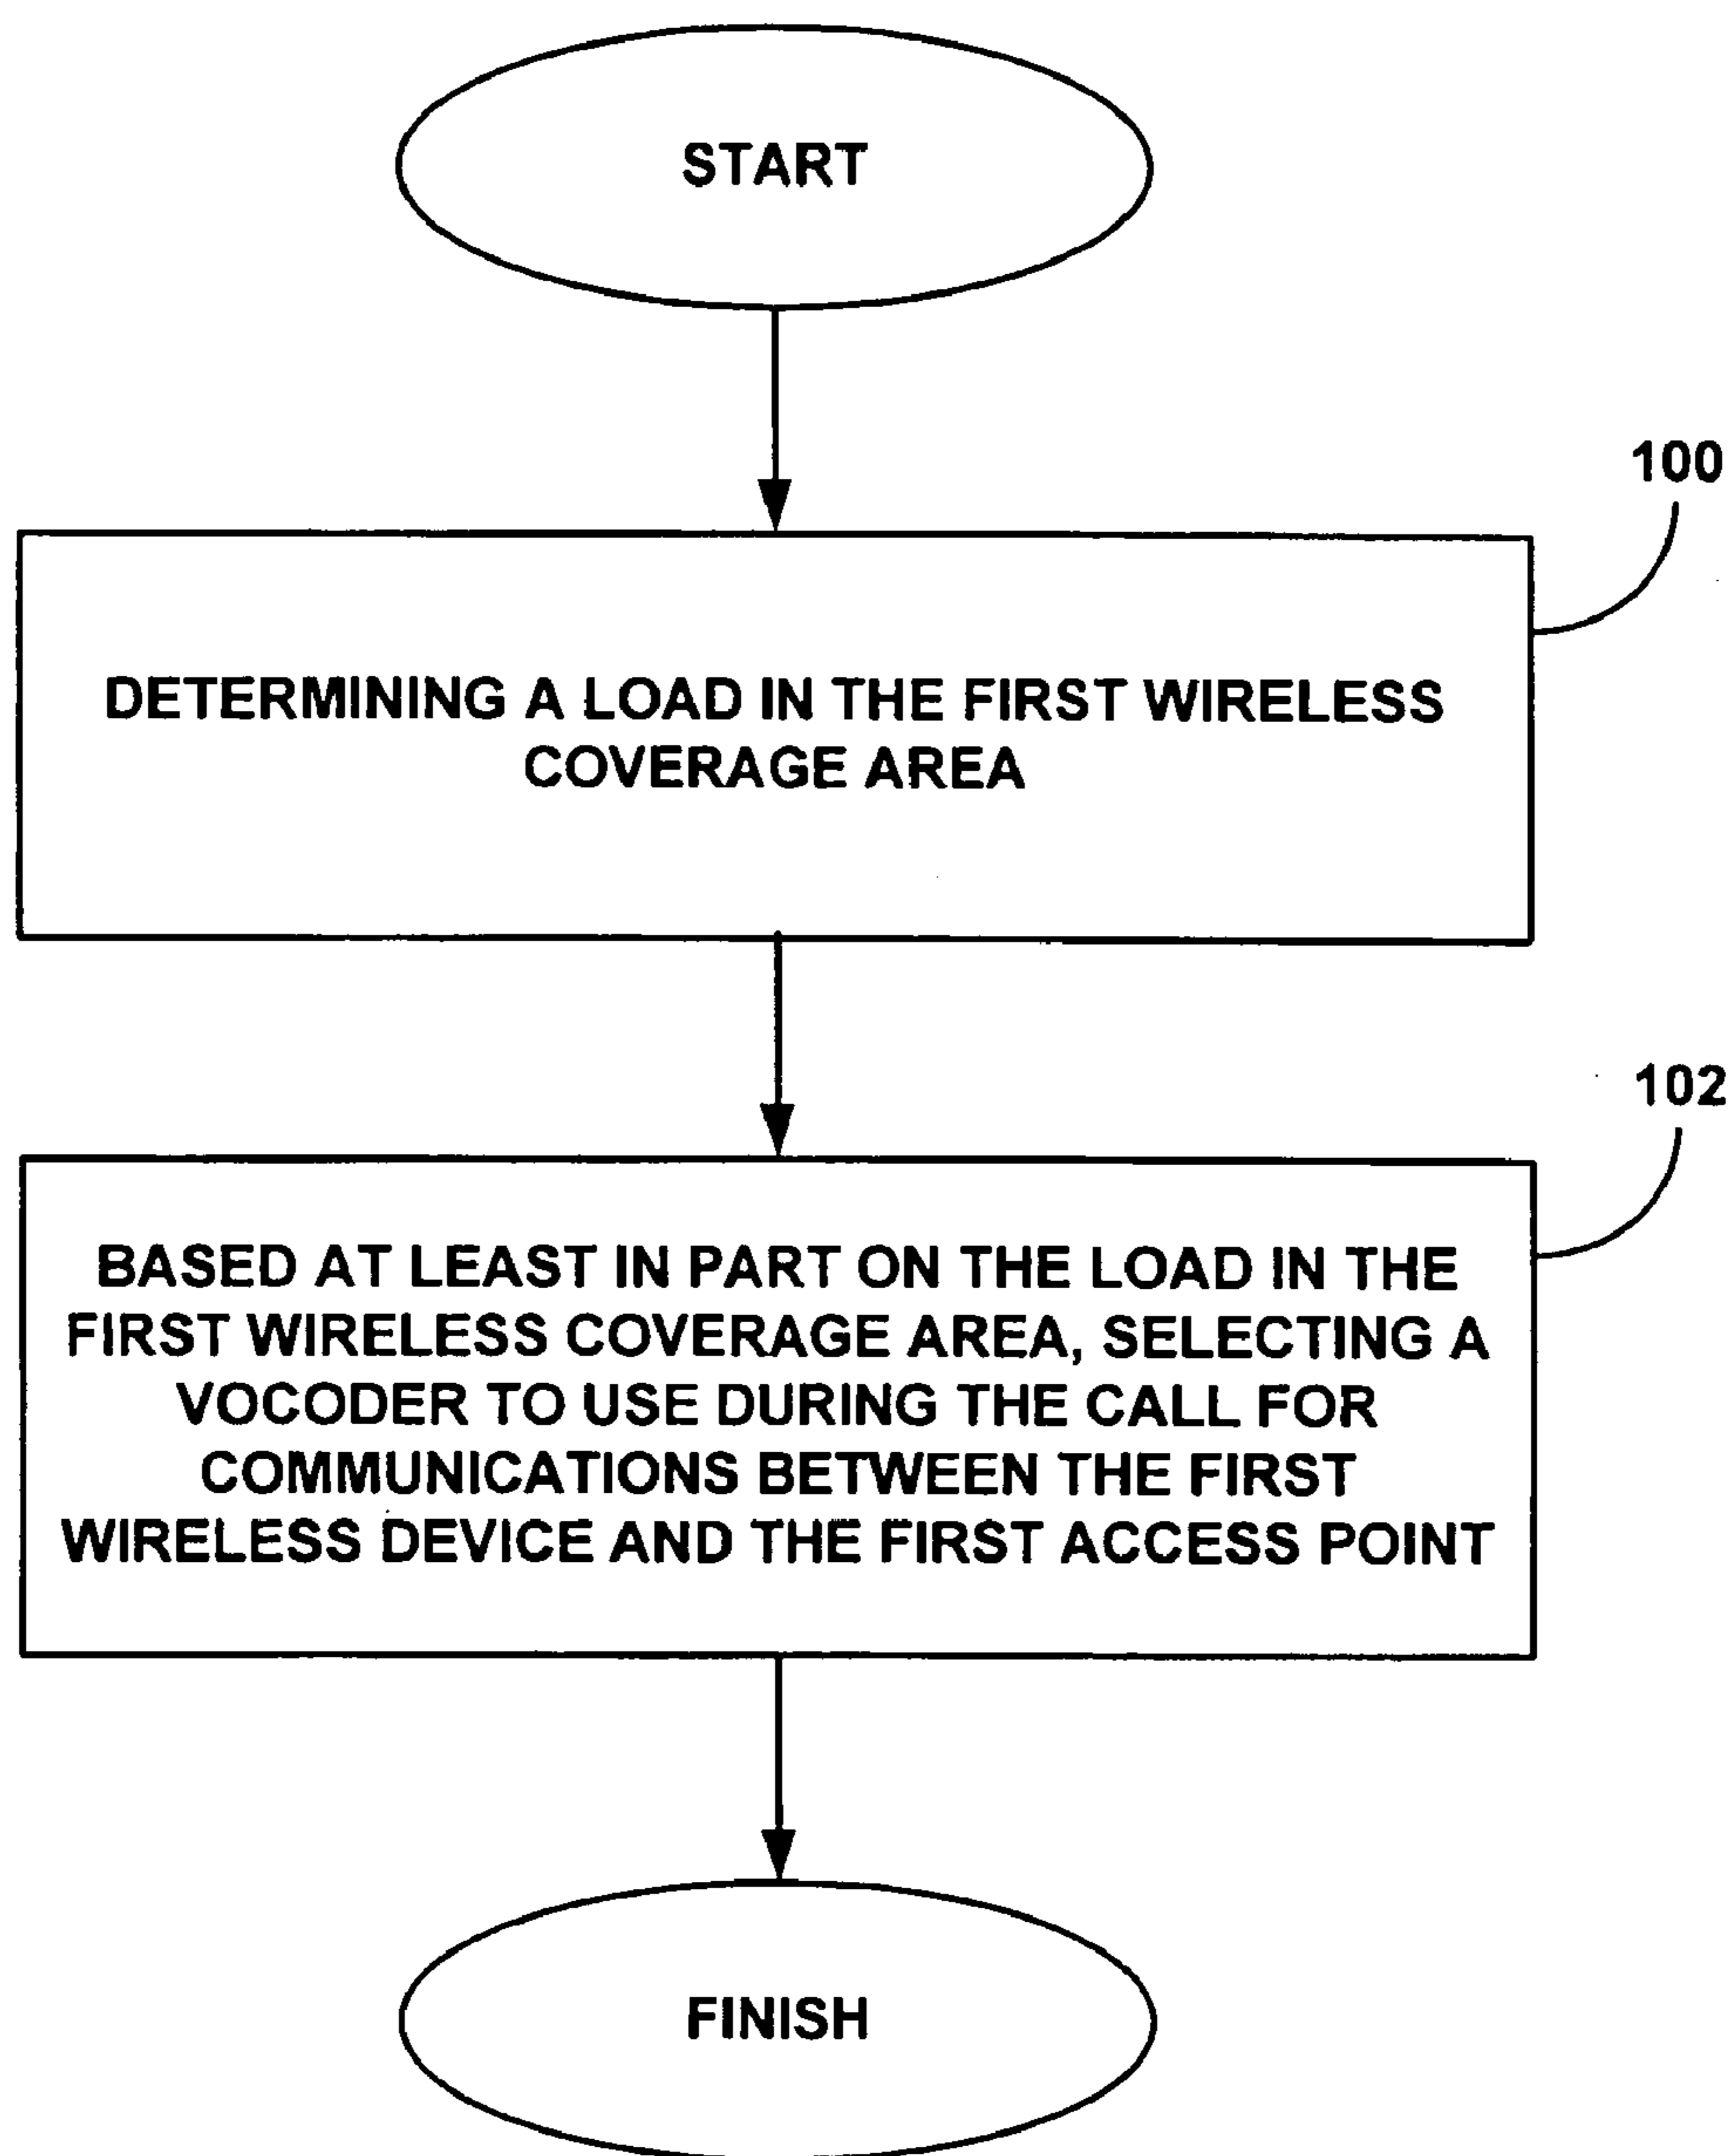 START
100
DETERMINING A LOAD IN THE FIRST WIRELESS
COVERAGE AREA
102
BASED AT LEAST IN PART ON THE LOAD IN THE
FIRST WIRELESS COVERAGE AREA, SELECTING A
VOCODER TO USE DURING THE CALL FOR
COMMUNICATIONS BETWEEN THE FIRST
WIRELESS DEVICE AND THE FIRST ACCESS POINT
FINISH